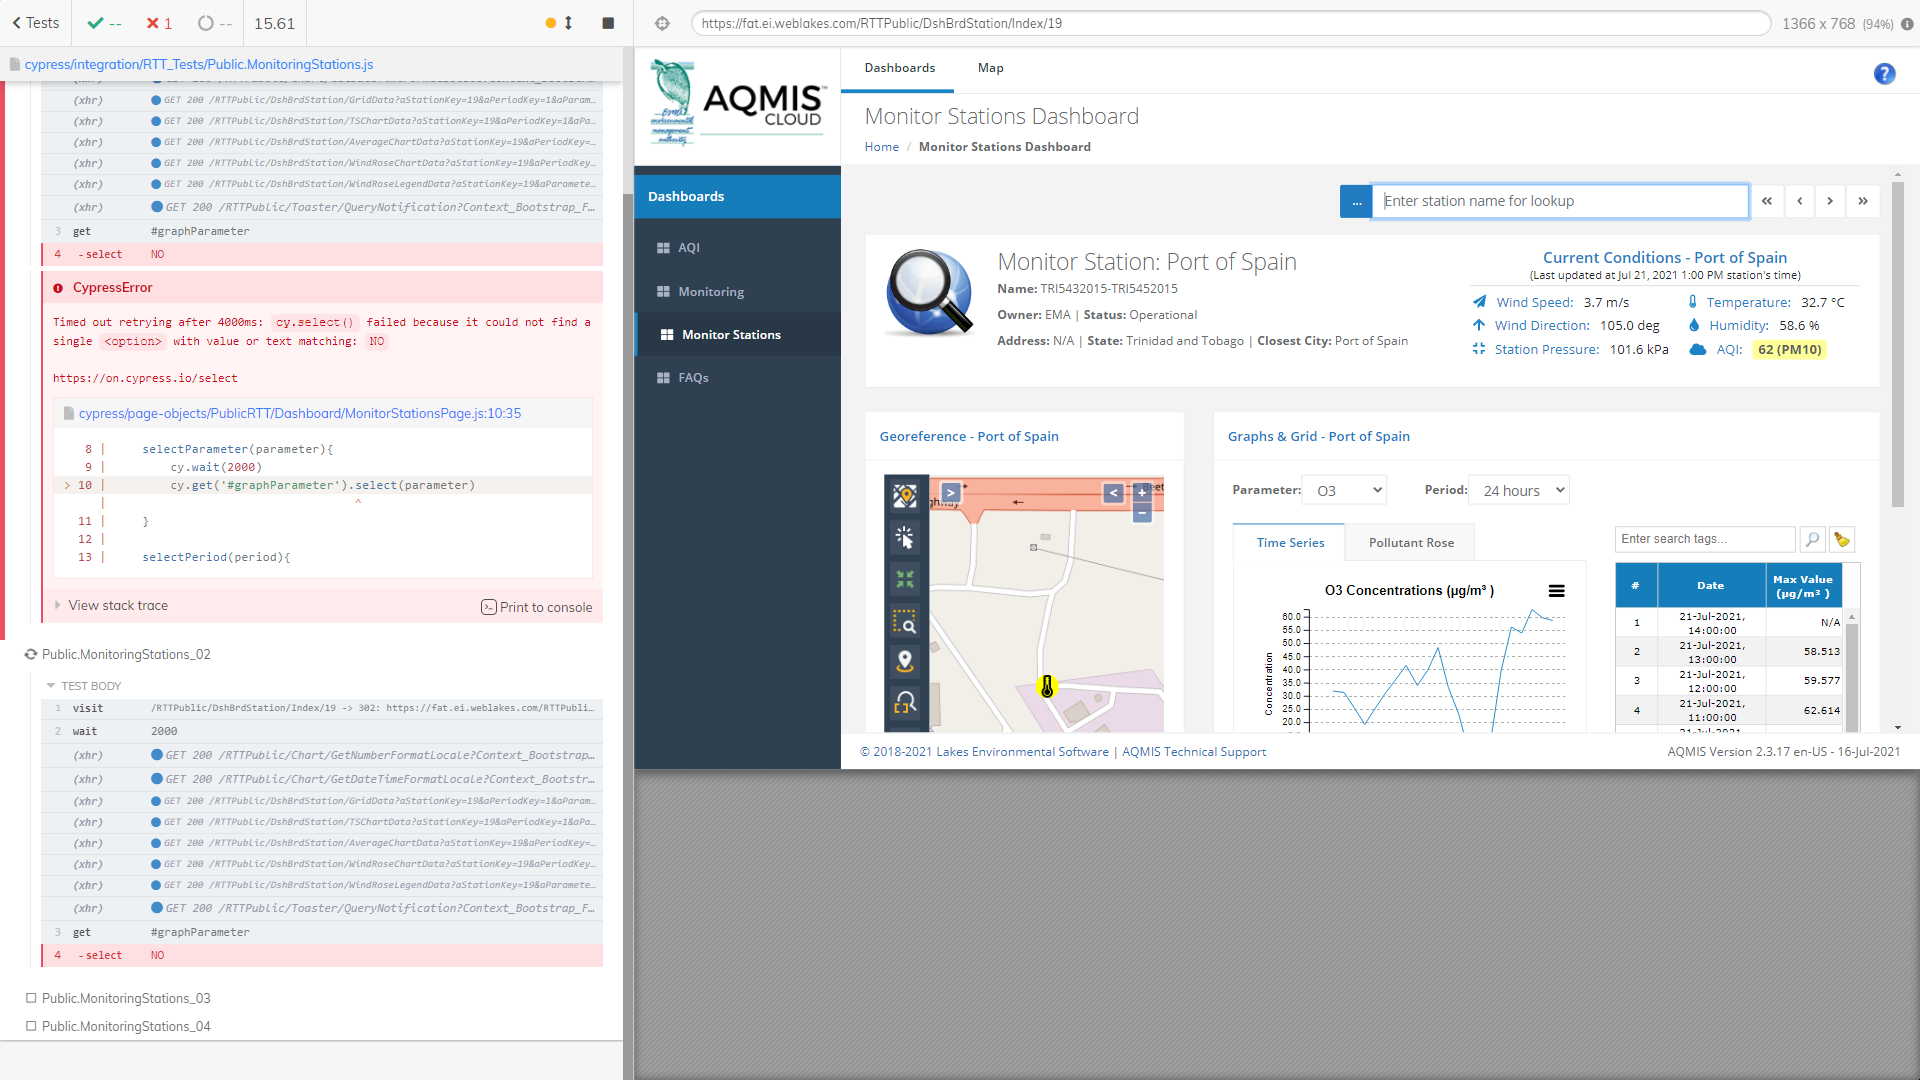 Tests
--
1
--
15.61
https://fat.ei.weblakes.com/RTTPublic/DshBrdStation/Index/19
1366 x 768 (94%)
cypress/integration/RTT_Tests/Public.MonitoringStations.js
(xhr) GET 200 /RTTPublic/DshBrdStation/GridData?aStationKey=19&aPeriodKey=1&aParam...
(xhr) GET 200 /RTTPublic/DshBrdStation/TSChartData?aStationKey=19&aPeriodKey=1&aPa...
(xhr) GET 200 /RTTPublic/DshBrdStation/AverageChartData?aStationKey=19&aPeriodKey=...
(xhr) GET 200 /RTTPublic/DshBrdStation/WindRoseChartData?aStationKey=19&aPeriodKey...
(xhr) GET 200 /RTTPublic/DshBrdStation/WindRoseLegendData?aStationKey=19&aParamete...
(xhr) GET 200 /RTTPublic/Toaster/QueryNotification?Context_Bootstrap_F...
3 get #graphParameter
4 -select NO
CypressError
Timed out retrying after 4000ms: cy.select() failed because it could not find a
single <option> with value or text matching: NO
https://on.cypress.io/select
cypress/page-objects/PublicRTT/Dashboard/MonitorStationsPage.js:10:35
8 | selectParameter(parameter){
9 | cy.wait(2000)
> 10 | cy.get('#graphParameter').select(parameter)
| ^
11 | }
12 |
13 | selectPeriod(period){
View stack trace
Print to console
Public.MonitoringStations_02
TEST BODY
1 visit /RTTPublic/DshBrdStation/Index/19 -> 302: https://fat.ei.weblakes.com/RTTPubli...
2 wait 2000
(xhr) GET 200 /RTTPublic/Chart/GetNumberFormatLocale?Context_Bootstrap...
(xhr) GET 200 /RTTPublic/Chart/GetDateTimeFormatLocale?Context_Bootstr...
(xhr) GET 200 /RTTPublic/DshBrdStation/GridData?aStationKey=19&aPeriodKey=1&aParam...
(xhr) GET 200 /RTTPublic/DshBrdStation/TSChartData?aStationKey=19&aPeriodKey=1&aPa...
(xhr) GET 200 /RTTPublic/DshBrdStation/AverageChartData?aStationKey=19&aPeriodKey=...
(xhr) GET 200 /RTTPublic/DshBrdStation/WindRoseChartData?aStationKey=19&aPeriodKey...
(xhr) GET 200 /RTTPublic/DshBrdStation/WindRoseLegendData?aStationKey=19&aParamete...
(xhr) GET 200 /RTTPublic/Toaster/QueryNotification?Context_Bootstrap_F...
3 get #graphParameter
4 -select NO
Public.MonitoringStations_03
Public.MonitoringStations_04
AQMIS™
CLOUD
environmental
management
authority
Dashboards
Map
?
Monitor Stations Dashboard
Home / Monitor Stations Dashboard
Dashboards
AQI
Monitoring
Monitor Stations
FAQs
...
Enter station name for lookup
« ‹ › »
Monitor Station: Port of Spain
Name: TRI5432015-TRI5452015
Owner: EMA | Status: Operational
Address: N/A | State: Trinidad and Tobago | Closest City: Port of Spain
Current Conditions - Port of Spain
(Last updated at Jul 21, 2021 1:00 PM station's time)
Wind Speed: 3.7 m/s
Temperature: 32.7 °C
Wind Direction: 105.0 deg
Humidity: 58.6 %
Station Pressure: 101.6 kPa
AQI: 62 (PM10)
Georeference - Port of Spain
>
<
+
−
ghway
Beet
Graphs & Grid - Port of Spain
Parameter: O3
Period: 24 hours
Time Series
Pollutant Rose
O3 Concentrations (µg/m³ )
Concentration
60.0
55.0
50.0
45.0
40.0
35.0
30.0
25.0
20.0
Enter search tags...
# Date Max Value (µg/m³ )
1 21-Jul-2021, 14:00:00 N/A
2 21-Jul-2021, 13:00:00 58.513
3 21-Jul-2021, 12:00:00 59.577
4 21-Jul-2021, 11:00:00 62.614
© 2018-2021 Lakes Environmental Software | AQMIS Technical Support
AQMIS Version 2.3.17 en-US - 16-Jul-2021